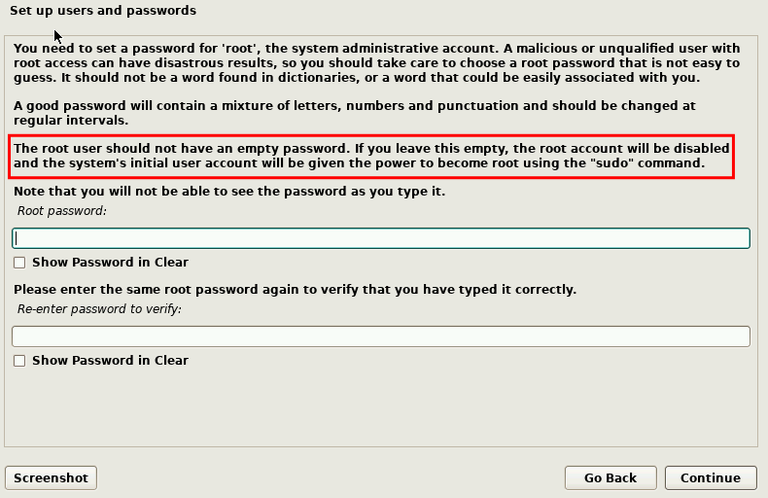 Set up users and passwords
You need to set a password for 'root', the system administrative account. A malicious or unqualified user with
root access can have disastrous results, so you should take care to choose a root password that is not easy to
guess. It should not be a word found in dictionaries, or a word that could be easily associated with you.
A good password will contain a mixture of letters, numbers and punctuation and should be changed at
regular intervals.
The root user should not have an empty password. If you leave this empty, the root account will be disabled
and the system's initial user account will be given the power to become root using the "sudo" command.
Note that you will not be able to see the password as you type it.
Root password:
Show Password in Clear
Please enter the same root password again to verify that you have typed it correctly.
Re-enter password to verify:
Show Password in Clear
Screenshot
Go Back
Continue